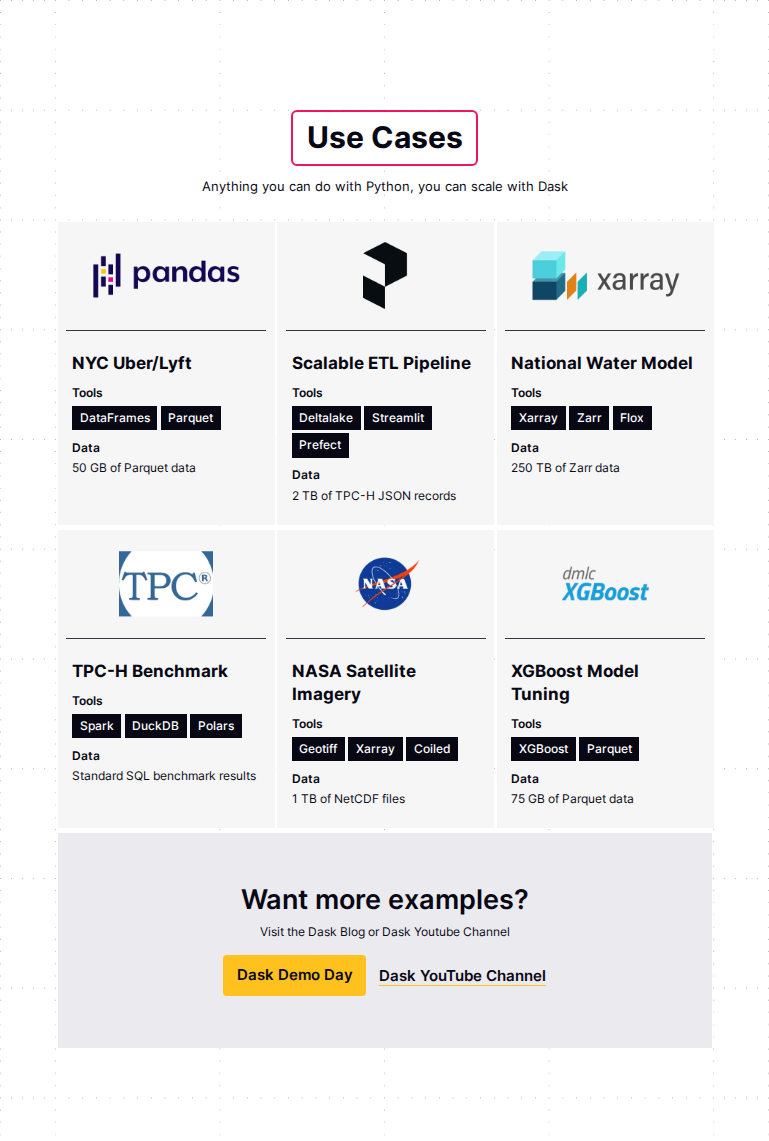 Use Cases
Anything you can do with Python, you can scale with Dask
pandas
xarray
NYC Uber/Lyft
Tools
DataFrames Parquet
Data
50 GB of Parquet data
Scalable ETL Pipeline
Tools
Deltalake Streamlit
Prefect
Data
2 TB of TPC-H JSON records
National Water Model
Tools
Xarray Zarr Flox
Data
250 TB of Zarr data
TPC®
NASA
dmlc
XGBoost
TPC-H Benchmark
Tools
Spark DuckDB Polars
Data
Standard SQL benchmark results
NASA Satellite
Imagery
Tools
Geotiff Xarray Coiled
Data
1 TB of NetCDF files
XGBoost Model
Tuning
Tools
XGBoost Parquet
Data
75 GB of Parquet data
Want more examples?
Visit the Dask Blog or Dask Youtube Channel
Dask Demo Day Dask YouTube Channel